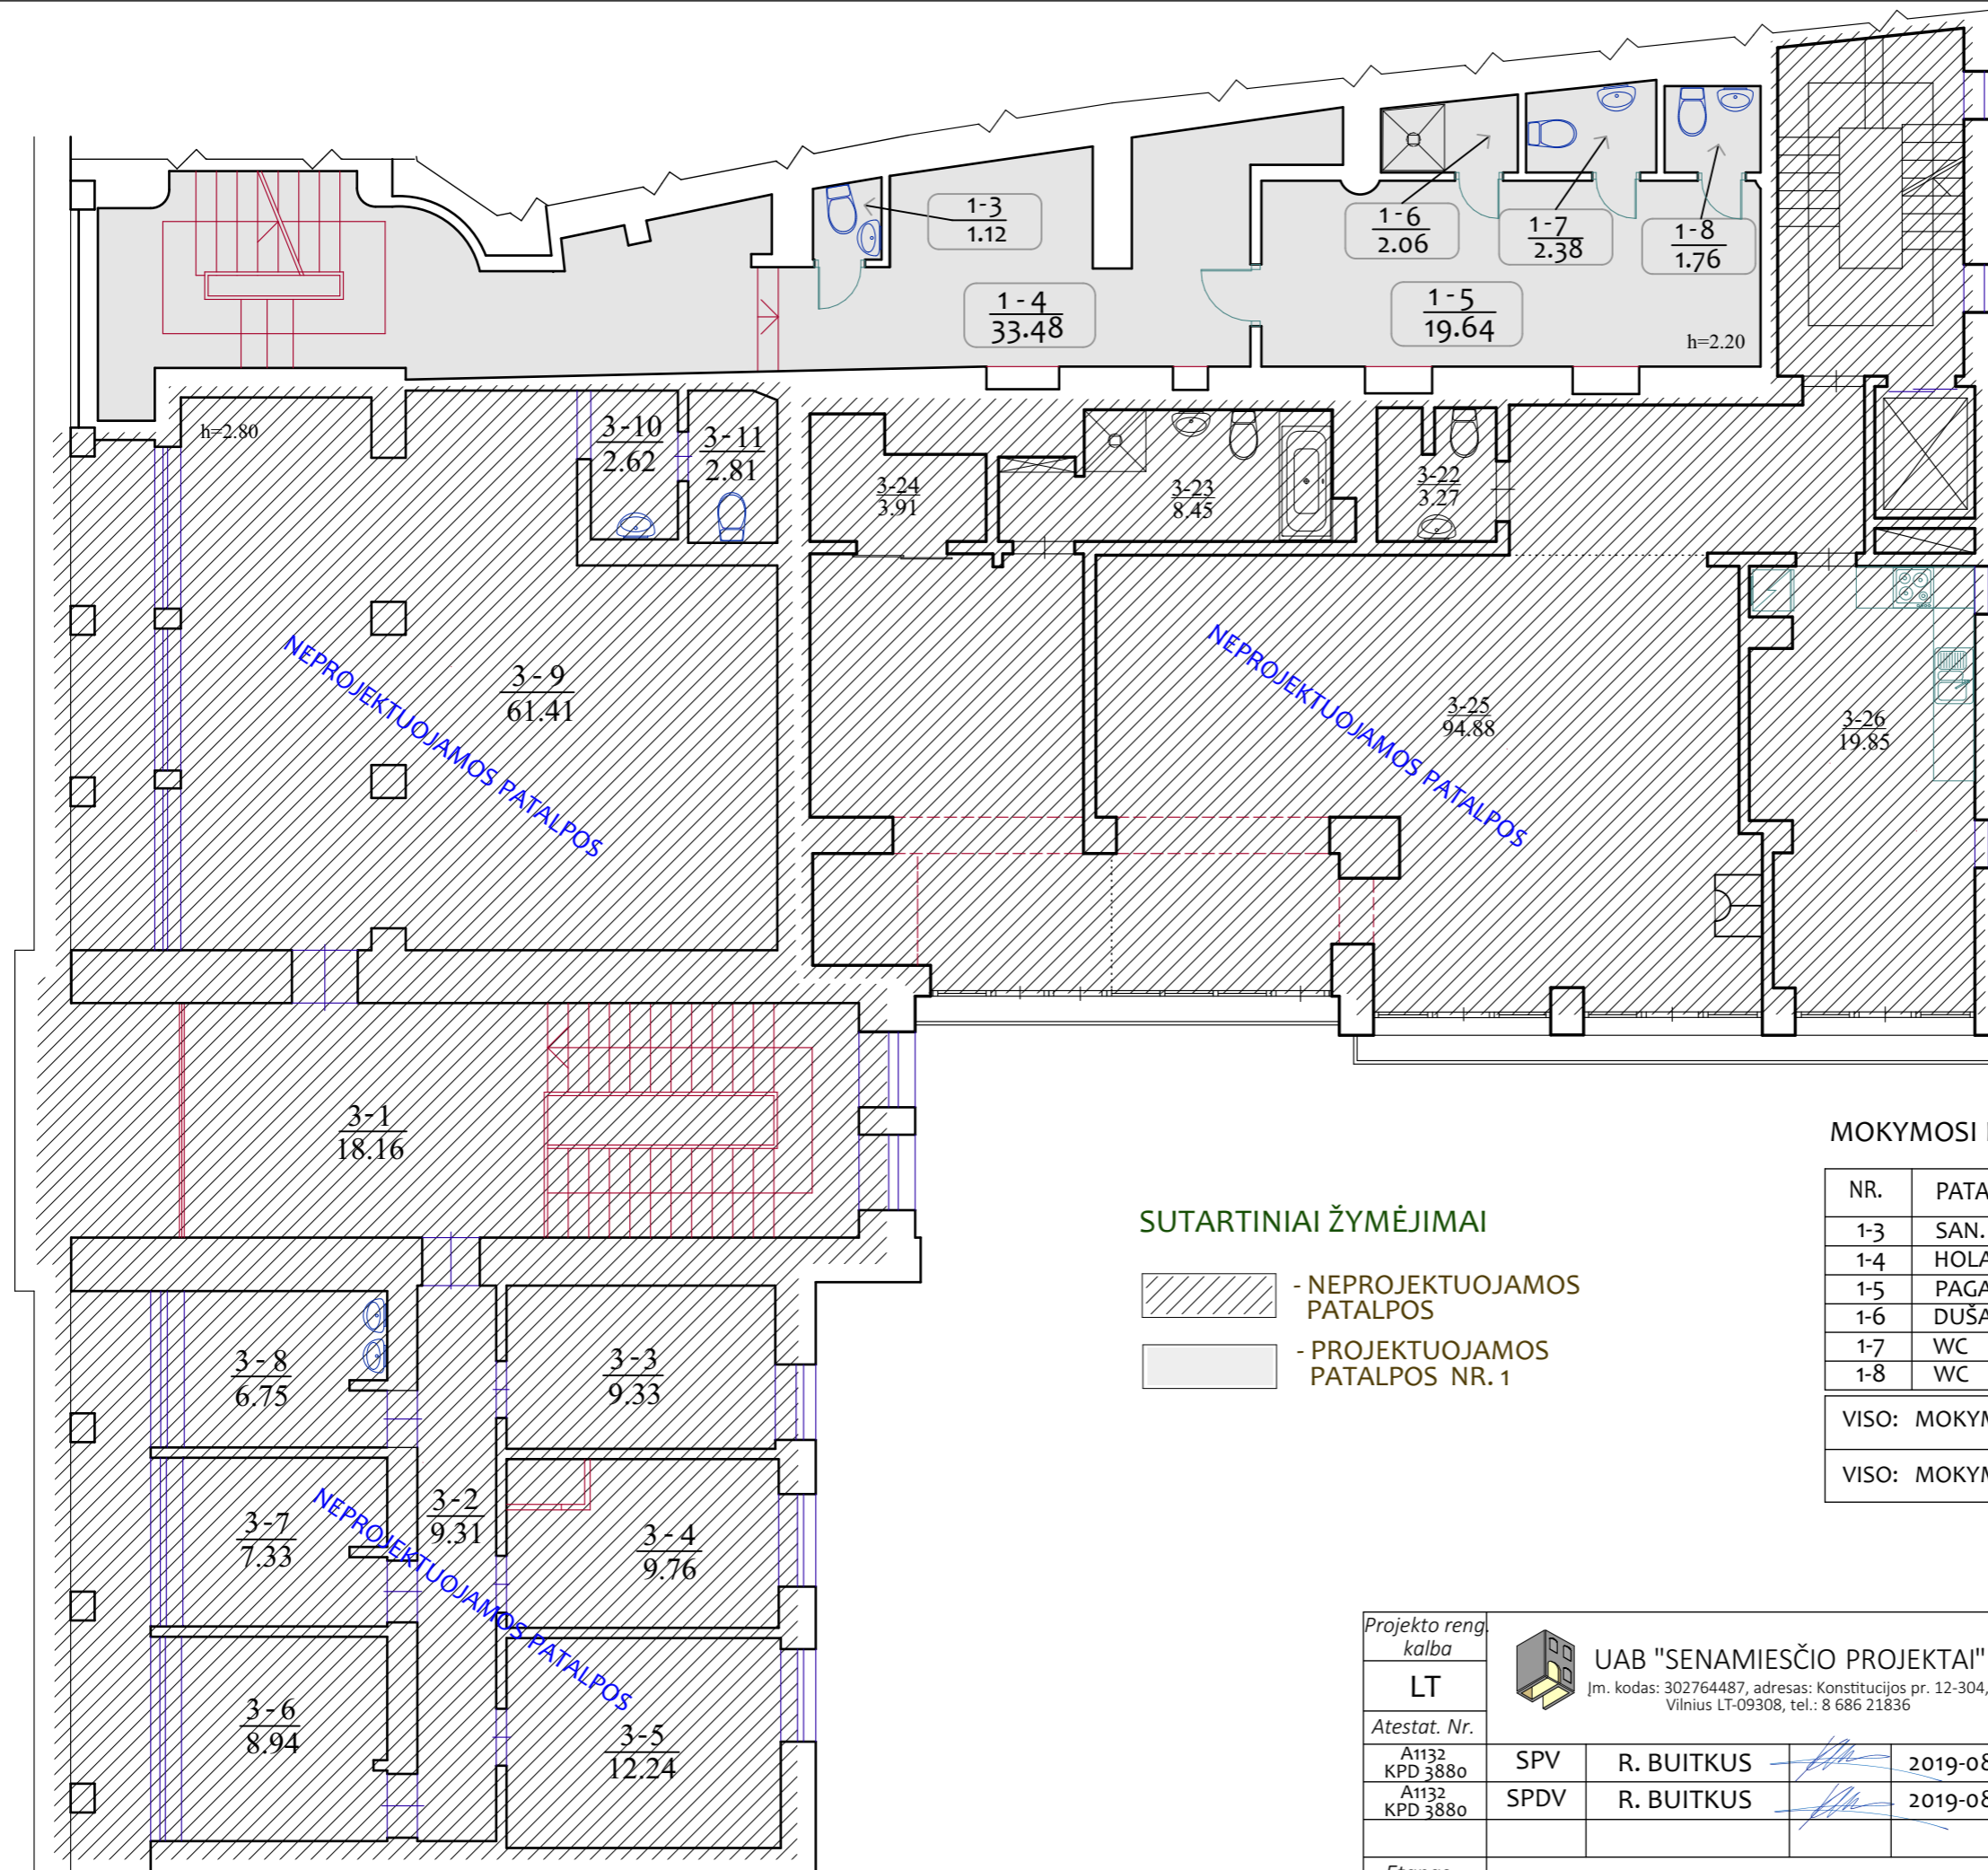 1-3
1.12
1-6
2.06
1-7
2.38
1-8
1.76
1-4
33.48
1-5
19.64
h=2.20
h=2.80
3-10
2.62
3-11
2.81
3-24
3.91
3-23
8.45
3-22
3.27
NEPROJEKTUOJAMOS PATALPOS
3-9
61.41
NEPROJEKTUOJAMOS PATALPOS
3-25
94.88
3-26
19.85
3-1
18.16
3-8
6.75
3-3
9.33
3-7
7.33
3-2
9.31
3-4
9.76
NEPROJEKTUOJAMOS PATALPOS
3-6
8.94
3-5
12.24
SUTARTINIAI ŽYMĖJIMAI
- NEPROJEKTUOJAMOS
PATALPOS
- PROJEKTUOJAMOS
PATALPOS NR. 1
MOKYMOSI
NR. PATA
1-3 SAN.
1-4 HOLA
1-5 PAGA
1-6 DUŠA
1-7 WC
1-8 WC
VISO: MOKYM
VISO: MOKYM
Projekto reng.
kalba
LT
Atestat. Nr.
UAB "SENAMIESČIO PROJEKTAI"
Įm. kodas: 302764487, adresas: Konstitucijos pr. 12-304,
Vilnius LT-09308, tel.: 8 686 21836
A1132
KPD 3880 SPV R. BUITKUS 2019-08
A1132
KPD 3880 SPDV R. BUITKUS 2019-08
Etapas